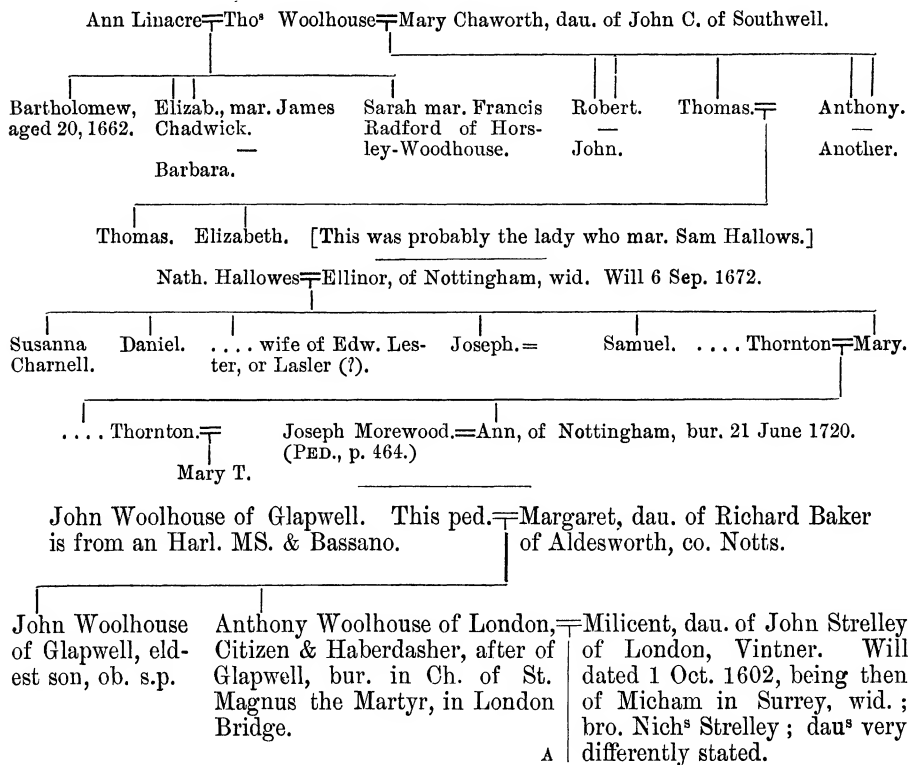 Ann Linacre=Thoˢ Woolhouse=Mary Chaworth, dau. of John C. of Southwell.
Bartholomew, aged 20, 1662.
Elizab., mar. James Chadwick.
—
Barbara.
Sarah mar. Francis Radford of Hors-
ley-Woodhouse.
Robert.
—
John.
Thomas.=
Anthony.
—
Another.
Thomas. Elizabeth. [This was probably the lady who mar. Sam Hallows.]
Nath. Hallowes=Ellinor, of Nottingham, wid. Will 6 Sep. 1672.
Susanna
Charnell.
Daniel.
.... wife of Edw. Les-
ter, or Lasler (?).
Joseph.=
Samuel.
.... Thornton=Mary.
.... Thornton.=
Mary T.
Joseph Morewood.=Ann, of Nottingham, bur. 21 June 1720.
(PED., p. 464.)
John Woolhouse of Glapwell. This ped.=Margaret, dau. of Richard Baker
is from an Harl. MS. & Bassano. of Aldesworth, co. Notts.
John Woolhouse
of Glapwell, eld-
est son, ob. s.p.
Anthony Woolhouse of London,=
Citizen & Haberdasher, after of
Glapwell, bur. in Ch. of St.
Magnus the Martyr, in London
Bridge.
A
Milicent, dau. of John Strelley
of London, Vintner. Will
dated 1 Oct. 1602, being then
of Micham in Surrey, wid. ;
bro. Nichˢ Strelley ; dauˢ very
differently stated.